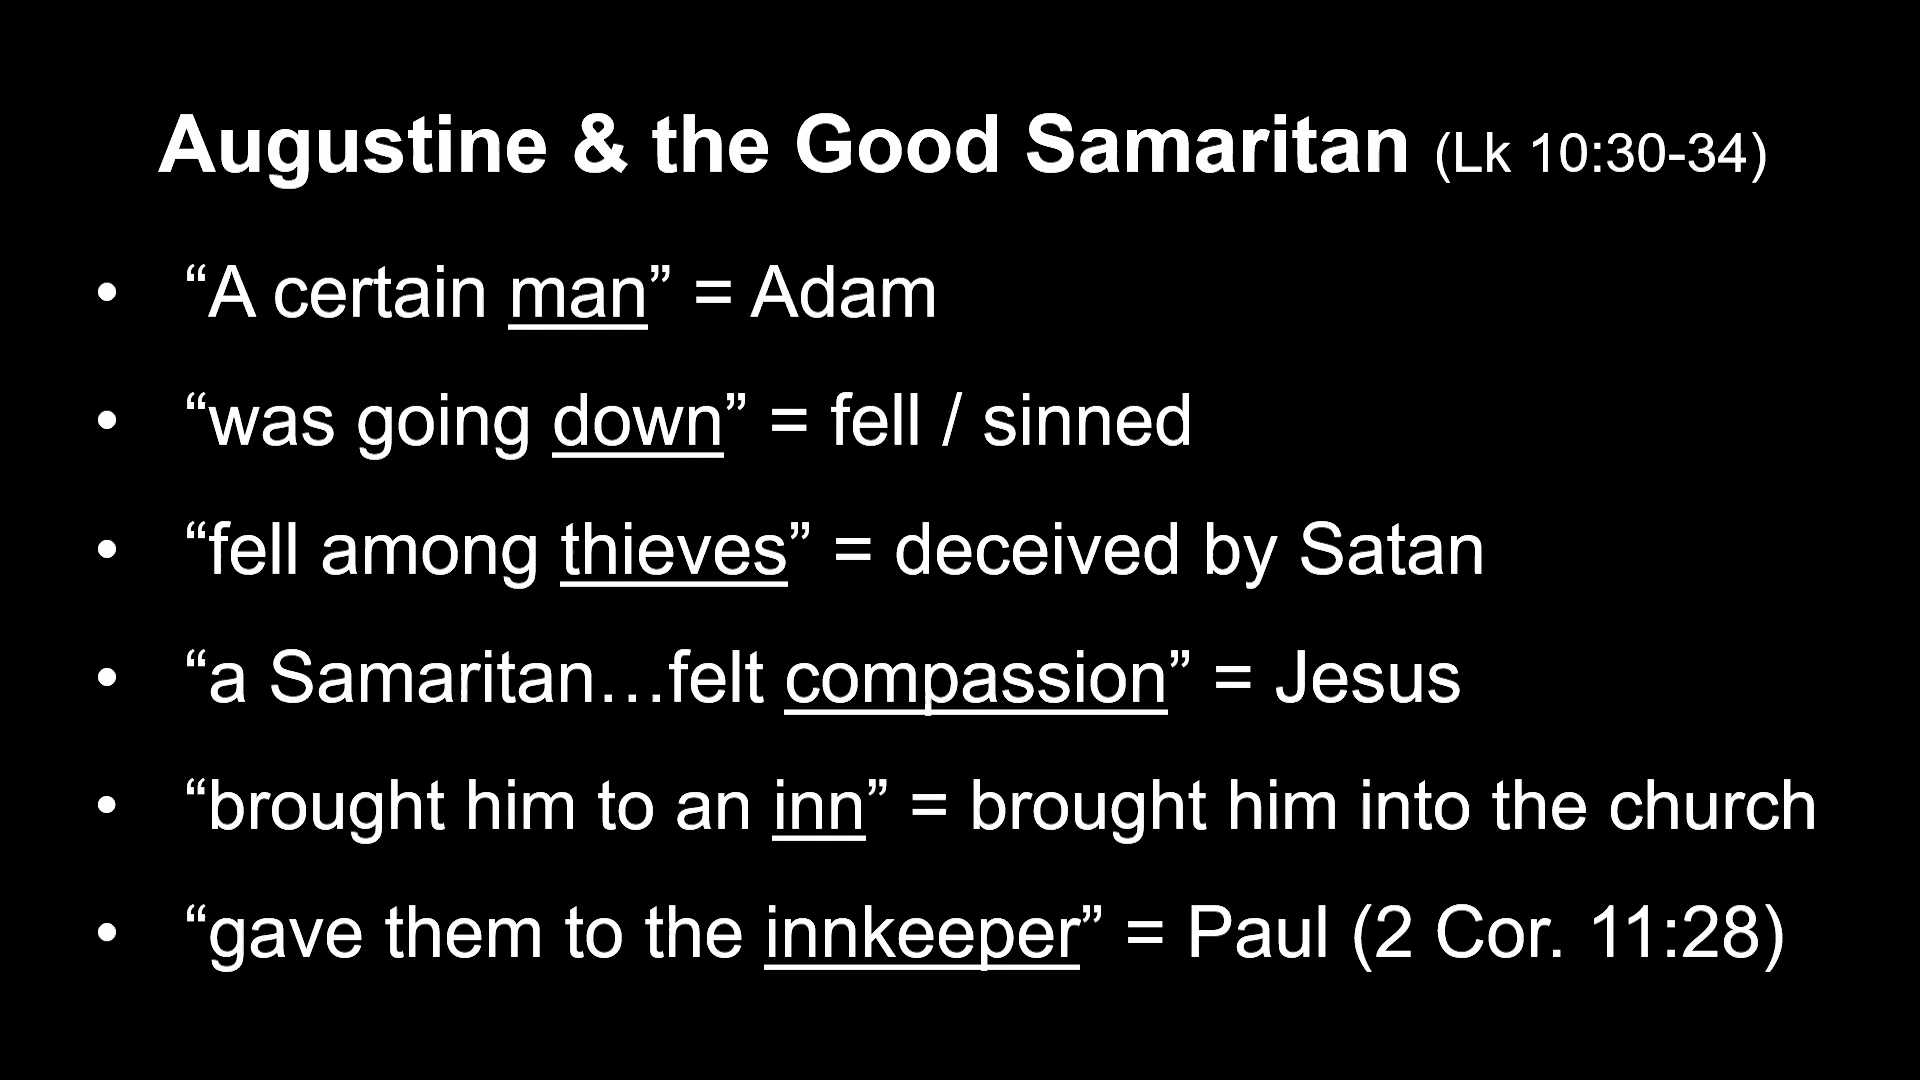 Augustine & the Good Samaritan (Lk 10:30-34)
• “A certain man” = Adam
• “was going down” = fell / sinned
• “fell among thieves” = deceived by Satan
• “a Samaritan…felt compassion” = Jesus
• “brought him to an inn” = brought him into the church
• “gave them to the innkeeper” = Paul (2 Cor. 11:28)